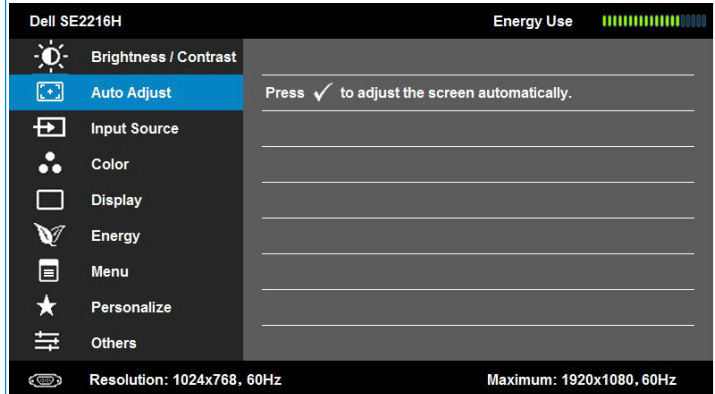 Dell SE2216H Energy Use
Brightness / Contrast
Auto Adjust Press ✓ to adjust the screen automatically.
Input Source
Color
Display
Energy
Menu
Personalize
Others
Resolution: 1024x768, 60Hz Maximum: 1920x1080, 60Hz